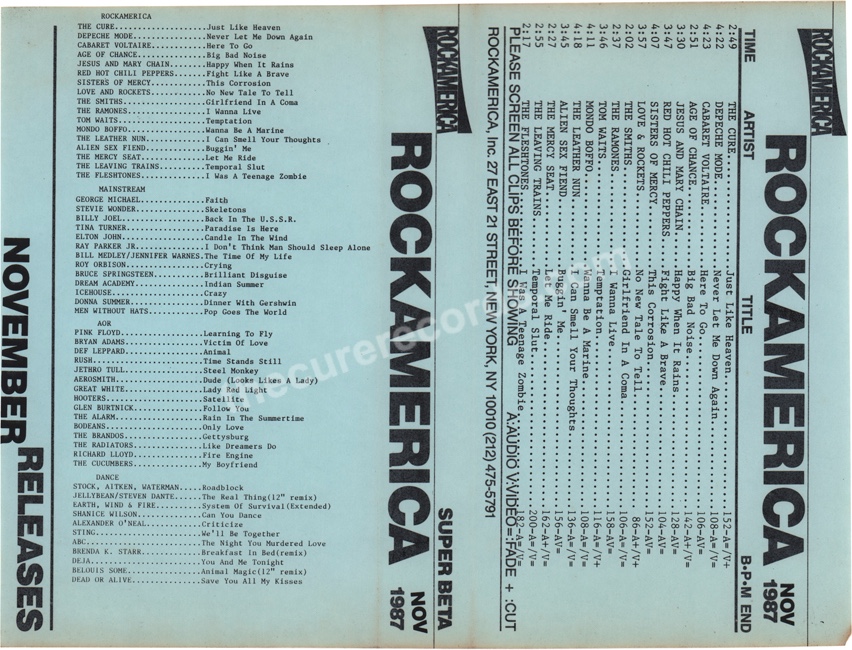 ROCKAMERICA
THE CURE..................Just Like Heaven
DEPECHE MODE..............Never Let Me Down Again
CABARET VOLTAIRE..........Here To Go
AGE OF CHANCE.............Big Bad Noise
JESUS AND MARY CHAIN......Happy When It Rains
RED HOT CHILI PEPPERS.....Fight Like A Brave
SISTERS OF MERCY..........This Corrosion
LOVE AND ROCKETS..........No New Tale To Tell
THE SMITHS................Girlfriend In A Coma
THE RAMONES...............I Wanna Live
TOM WAITS.................Temptation
MONDO BOFFO...............Wanna Be A Marine
THE LEATHER NUN...........I Can Smell Your Thoughts
ALIEN SEX FIEND...........Buggin' Me
THE MERCY SEAT............Let Me Ride
THE LEAVING TRAINS........Temporal Slut
THE FLESHTONES............I Was A Teenage Zombie
MAINSTREAM
GEORGE MICHAEL............Faith
STEVIE WONDER.............Skeletons
BILLY JOEL................Back In The U.S.S.R.
TINA TURNER...............Paradise Is Here
ELTON JOHN................Candle In The Wind
RAY PARKER JR.............I Don't Think Man Should Sleep Alone
BILL MEDLEY/JENNIFER WARNES.The Time Of My Life
ROY ORBISON...............Crying
BRUCE SPRINGSTEEN.........Brilliant Disguise
DREAM ACADEMY.............Indian Summer
ICEHOUSE..................Crazy
DONNA SUMMER..............Dinner With Gershwin
MEN WITHOUT HATS..........Pop Goes The World
AOR
PINK FLOYD................Learning To Fly
BRYAN ADAMS...............Victim Of Love
DEF LEPPARD...............Animal
RUSH......................Time Stands Still
JETHRO TULL...............Steel Monkey
AEROSMITH.................Dude (Looks Likes A Lady)
GREAT WHITE...............Lady Red Light
HOOTERS...................Satellite
GLEN BURTNICK.............Follow You
THE ALARM.................Rain In The Summertime
BODEANS...................Only Love
THE BRANDOS...............Gettysburg
THE RADIATORS.............Like Dreamers Do
RICHARD LLOYD.............Fire Engine
THE CUCUMBERS.............My Boyfriend
DANCE
STOCK, AITKEN, WATERMAN...Roadblock
JELLYBEAN/STEVEN DANTE....The Real Thing(12" remix)
EARTH, WIND & FIRE........System Of Survival(Extended)
SHANICE WILSON............Can You Dance
ALEXANDER O'NEAL..........Criticize
STING.....................We'll Be Together
ABC.......................The Night You Murdered Love
BRENDA K. STARR...........Breakfast In Bed(remix)
DEJA......................You And Me Tonight
BELOUIS SOME..............Animal Magic(12" remix)
DEAD OR ALIVE.............Save You All My Kisses
NOVEMBER RELEASES
ROCKAMERICA
SUPER BETA
ROCKAMERICA NOV 1987
ROCKAMERICA
ROCKAMERICA NOV 1987
TIME ARTIST TITLE B·P·M END
2:49 THE CURE..........Just Like Heaven..........152-A=/V+
4:22 DEPECHE MODE..........Never Let Me Down Again..........108-A=/V=
4:23 CABARET VOLTAIRE..........Here To Go..........106-AV=
2:51 AGE OF CHANCE..........Big Bad Noise..........142-A+/V=
3:30 JESUS AND MARY CHAIN..........Happy When It Rains..........128-AV=
3:47 RED HOT CHILI PEPPERS..........Fight Like A Brave..........104-AV=
4:07 SISTERS OF MERCY..........This Corrosion..........152-AV=
3:57 LOVE & ROCKETS..........No New Tale To Tell..........86-A/V+
2:02 THE SMITHS..........Girlfriend In A Coma..........106-A=/V=
2:37 THE RAMONES..........I Wanna Live..........158-AV=
3:46 TOM WAITS..........Temptation..........116-A=/V+
4:11 MONDO BOFFO..........Wanna Be A Marine..........108-A=/V=
4:18 THE LEATHER NUN..........I Can Smell Your Thoughts..........136-A=/V=
3:45 ALIEN SEX FIEND..........Buggin' Me..........156-AV=
2:27 THE MERCY SEAT..........Let Me Ride..........162-A=/V+
2:55 THE LEAVING TRAINS..........Temporal Slut..........200-A=/V=
2:17 THE FLESHTONES..........I Was A Teenage Zombie..........182-A=/V=
PLEASE SCREEN ALL CLIPS BEFORE SHOWING A:AUDIO V:VIDEO =:FADE + :CUT
ROCKAMERICA, Inc. 27 EAST 21 STREET, NEW YORK, NY 10010 (212) 475-5791
thecurerecords.com